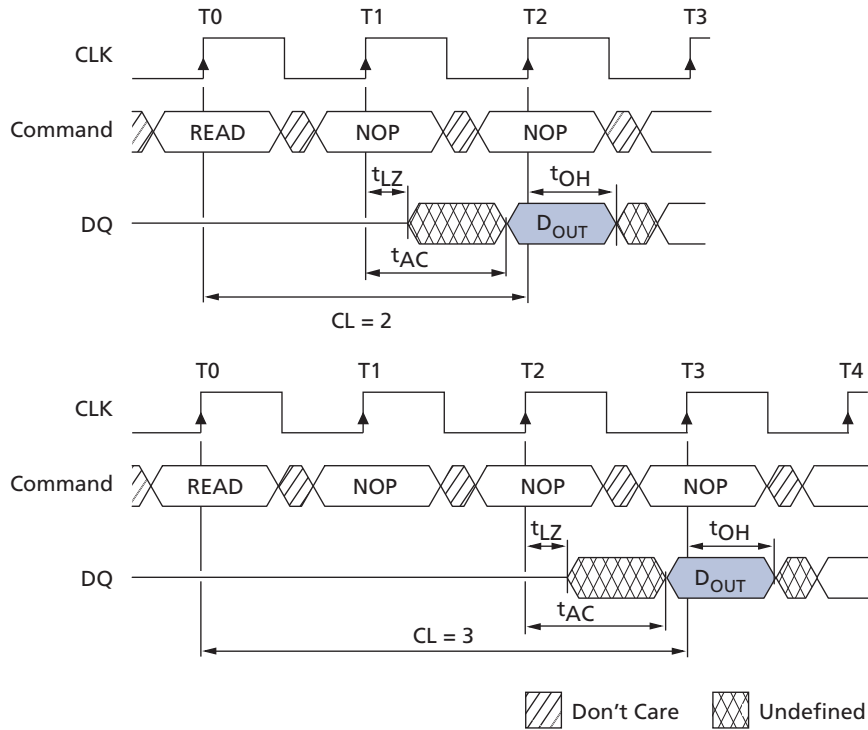 T0 T1 T2 T3
CLK
Command READ NOP NOP
tLZ tOH
DQ DOUT
tAC
CL = 2
T0 T1 T2 T3 T4
CLK
Command READ NOP NOP NOP
tLZ tOH
DQ DOUT
tAC
CL = 3
Don't Care Undefined